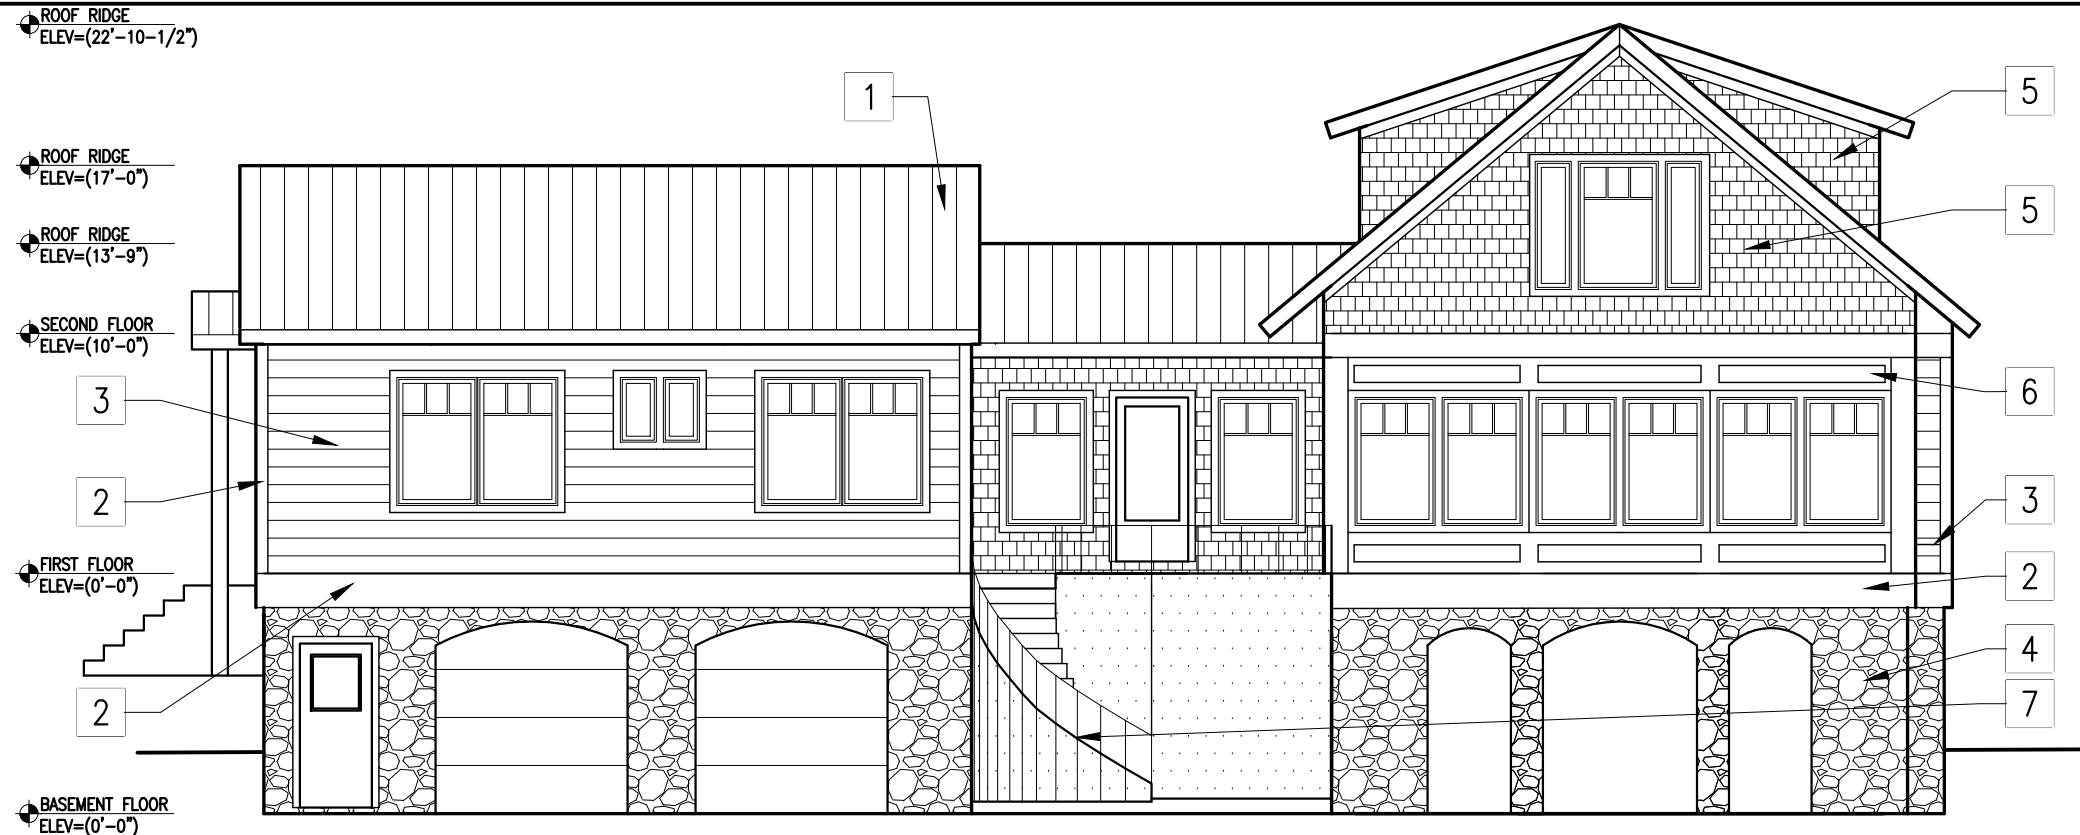 ROOF RIDGE
ELEV=(22'-10-1/2")
1
5
ROOF RIDGE
ELEV=(17'-0")
5
ROOF RIDGE
ELEV=(13'-9")
SECOND FLOOR
ELEV=(10'-0")
3
6
2
3
FIRST FLOOR
ELEV=(0'-0")
2
4
2
7
BASEMENT FLOOR
ELEV=(0'-0")